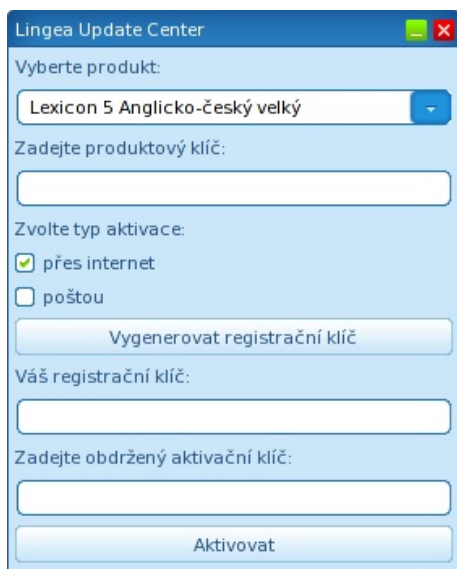 Lingea Update Center
Vyberte produkt:
Lexicon 5 Anglicko-český velký
Zadejte produktový klíč:
Zvolte typ aktivace:
přes internet
poštou
Vygenerovat registrační klíč
Váš registrační klíč:
Zadejte obdržený aktivační klíč:
Aktivovat